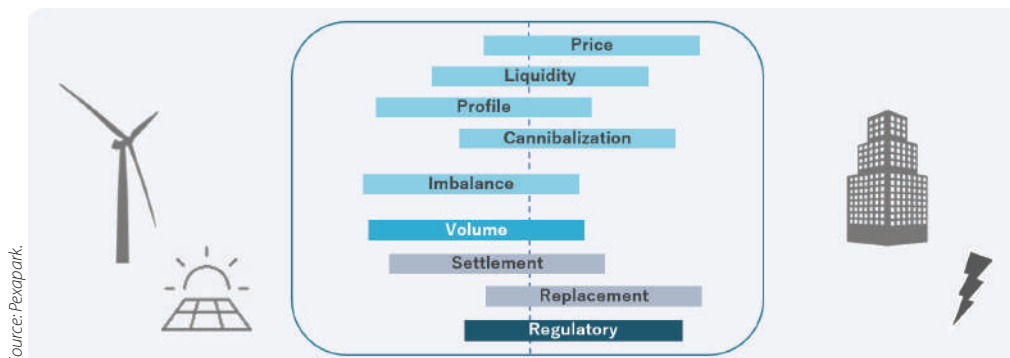 Price
Liquidity
Profile
Cannibalization
Imbalance
Volume
Settlement
Replacement
Regulatory
ource: Pexapark.